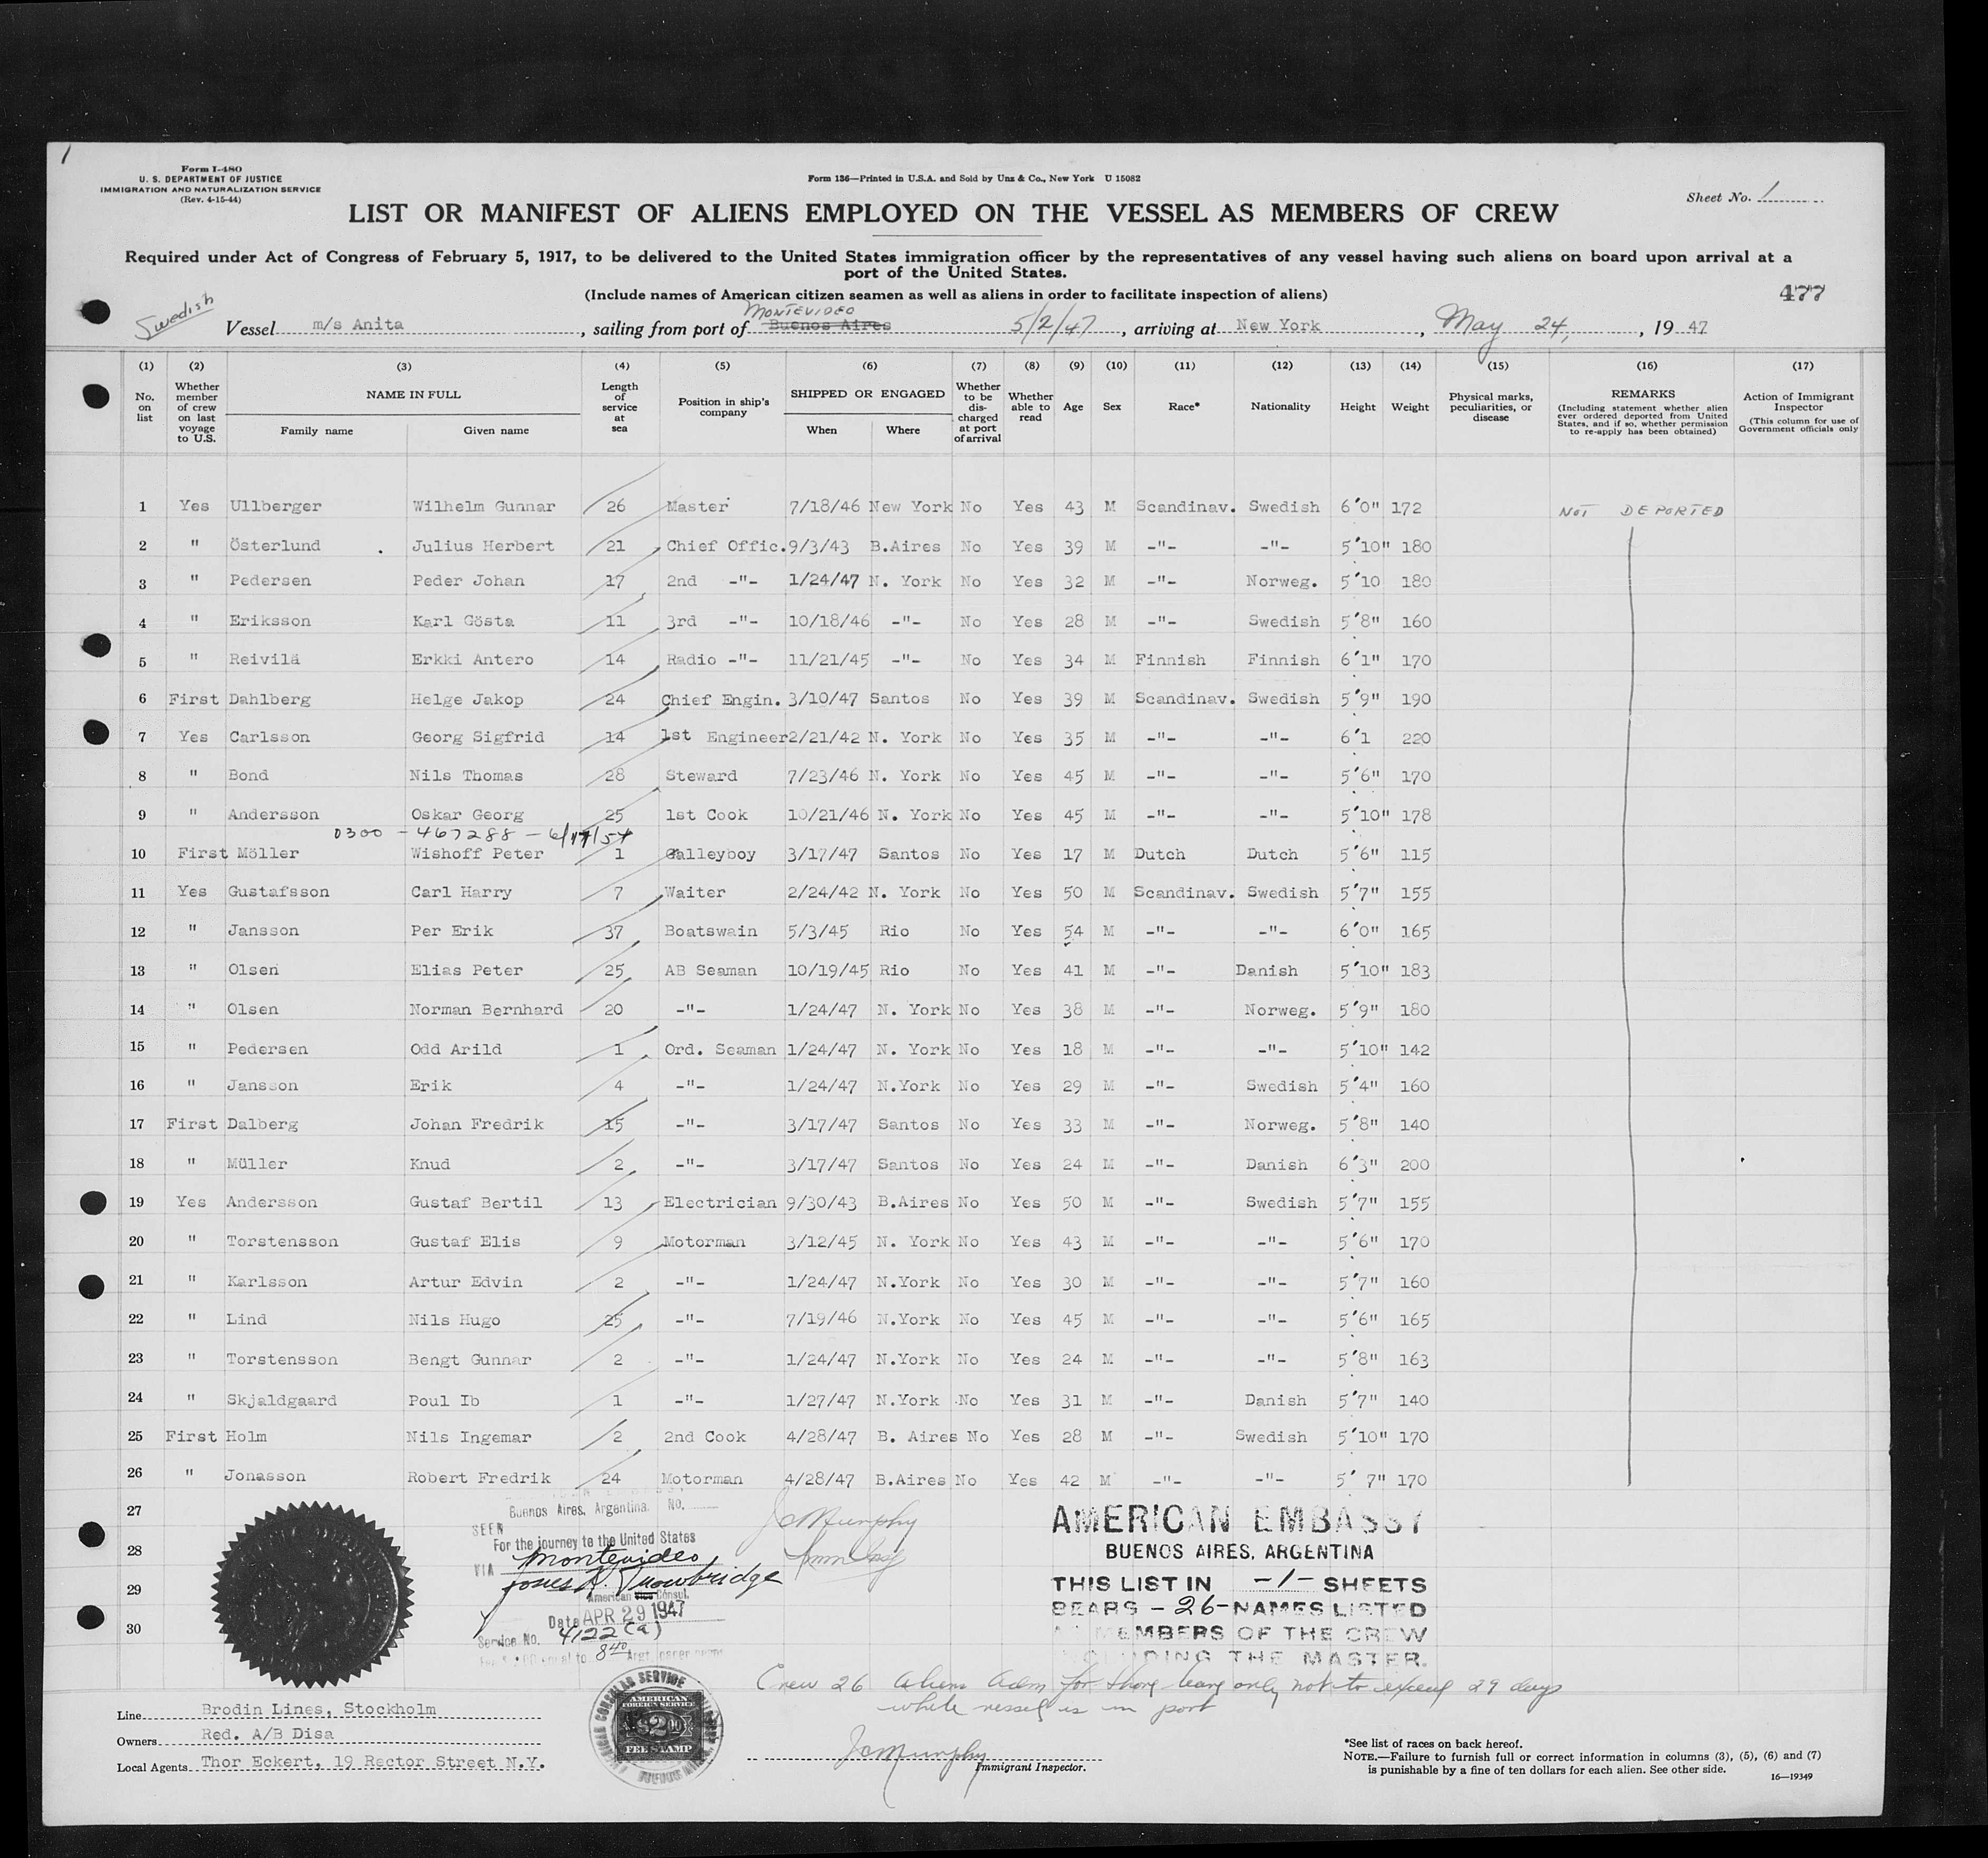 1
Form I-480
U. S. DEPARTMENT OF JUSTICE
IMMIGRATION AND NATURALIZATION SERVICE
(Rev. 4-15-44)
Form 136—Printed in U.S.A. and Sold by Unz & Co., New York U 15082
Sheet No. 1
LIST OR MANIFEST OF ALIENS EMPLOYED ON THE VESSEL AS MEMBERS OF CREW
Required under Act of Congress of February 5, 1917, to be delivered to the United States immigration officer by the representatives of any vessel having such aliens on board upon arrival at a
port of the United States.
(Include names of American citizen seamen as well as aliens in order to facilitate inspection of aliens)
477
Swedish
Vessel m/s Anita, sailing from port of Buenos Aires MONTEVIDEO 5/2/47, arriving at New York, May 24, 1947
(1) (2) (3) (4) (5) (6) (7) (8) (9) (10) (11) (12) (13) (14) (15) (16) (17)
No. on list | Whether member of crew on last voyage to U.S. | NAME IN FULL Family name Given name | Length of service at sea | Position in ship's company | SHIPPED OR ENGAGED When Where | Whether to be discharged at port of arrival | Whether able to read | Age | Sex | Race* | Nationality | Height | Weight | Physical marks, peculiarities, or disease | REMARKS (Including statement whether alien ever ordered deported from United States, and if so, whether permission to re-apply has been obtained) | Action of Immigrant Inspector (This column for use of Government officials only
1 Yes Ullberger Wilhelm Gunnar 26 Master 7/18/46 New York No Yes 43 M Scandinav. Swedish 6'0" 172 NOT DEPORTED
2 " Österlund . Julius Herbert 21 Chief Offic. 9/3/43 B.Aires No Yes 39 M -"- -"- 5'10" 180
3 " Pedersen Peder Johan 17 2nd -"- 1/24/47 N. York No Yes 32 M -"- Norweg. 5'10 180
4 " Eriksson Karl Gösta 11 3rd -"- 10/18/46 -"- No Yes 28 M -"- Swedish 5'8" 160
5 " Reivilä Erkki Antero 14 Radio -"- 11/21/45 -"- No Yes 34 M Finnish Finnish 6'1" 170
6 First Dahlberg Helge Jakop 24 Chief Engin. 3/10/47 Santos No Yes 39 M Scandinav. Swedish 5'9" 190
7 Yes Carlsson Georg Sigfrid 14 1st Engineer 2/21/42 N. York No Yes 35 M -"- -"- 6'1 220
8 " Bond Nils Thomas 28 Steward 7/23/46 N. York No Yes 45 M -"- -"- 5'6" 170
9 " Andersson Oskar Georg 25 1st Cook 10/21/46 N. York No Yes 45 M -"- -"- 5'10" 178
0300 - 467288 - 6/17/54
10 First Möller Wishoff Peter 1 Galleyboy 3/17/47 Santos No Yes 17 M Dutch Dutch 5'6" 115
11 Yes Gustafsson Carl Harry 7 Waiter 2/24/42 N. York No Yes 50 M Scandinav. Swedish 5'7" 155
12 " Jansson Per Erik 37 Boatswain 5/3/45 Rio No Yes 54 M -"- -"- 6'0" 165
13 " Olsen Elias Peter 25 AB Seaman 10/19/45 Rio No Yes 41 M -"- Danish 5'10" 183
14 " Olsen Norman Bernhard 20 -"- 1/24/47 N. York No Yes 38 M -"- Norweg. 5'9" 180
15 " Pedersen Odd Arild 1 Ord. Seaman 1/24/47 N. York No Yes 18 M -"- -"- 5'10" 142
16 " Jansson Erik 4 -"- 1/24/47 N.York No Yes 29 M -"- Swedish 5'4" 160
17 First Dalberg Johan Fredrik 15 -"- 3/17/47 Santos No Yes 33 M -"- Norweg. 5'8" 140
18 " Müller Knud 2 -"- 3/17/47 Santos No Yes 24 M -"- Danish 6'3" 200
19 Yes Andersson Gustaf Bertil 13 Electrician 9/30/43 B.Aires No Yes 50 M -"- Swedish 5'7" 155
20 " Torstensson Gustaf Elis 9 Motorman 3/12/45 N. York No Yes 43 M -"- -"- 5'6" 170
21 " Karlsson Artur Edvin 2 -"- 1/24/47 N.York No Yes 30 M -"- -"- 5'7" 160
22 " Lind Nils Hugo 25 -"- 7/19/46 N.York No Yes 45 M -"- -"- 5'6" 165
23 " Torstensson Bengt Gunnar 2 -"- 1/24/47 N.York No Yes 24 M -"- -"- 5'8" 163
24 " Skjaldgaard Poul Ib 1 -"- 1/27/47 N.York No Yes 31 M -"- Danish 5'7" 140
25 First Holm Nils Ingemar 2 2nd Cook 4/28/47 B. Aires No Yes 28 M -"- Swedish 5'10" 170
26 " Jonasson Robert Fredrik 24 Motorman 4/28/47 B.Aires No Yes 42 M -"- -"- 5' 7" 170
27
28
29
30
Buenos Aires, Argentina. No.
SEEN
For the journey to the United States
VIA Montevideo
James H. Trowbridge
American Vice Consul.
Date APR 29 1947
Service No. 4122 (a)
equal to 8.40 Argt. paper
JcMurphy
AMERICAN EMBASSY
BUENOS AIRES, ARGENTINA
THIS LIST IN -1- SHEETS
BEARS -26- NAMES LISTED
AS MEMBERS OF THE CREW
INCLUDING THE MASTER.
Crew 26 aliens adm for shore leave only not to exceed 29 days
while vessel is in port
AMERICAN CONSULAR SERVICE
AMERICAN
FOREIGN SERVICE
$2.00
FEE STAMP
Line Brodin Lines, Stockholm
Owners Red. A/B Disa
Local Agents Thor Eckert, 19 Rector Street N.Y.
JcMurphy
Immigrant Inspector.
*See list of races on back hereof.
NOTE.—Failure to furnish full or correct information in columns (3), (5), (6) and (7)
is punishable by a fine of ten dollars for each alien. See other side.
16—19349